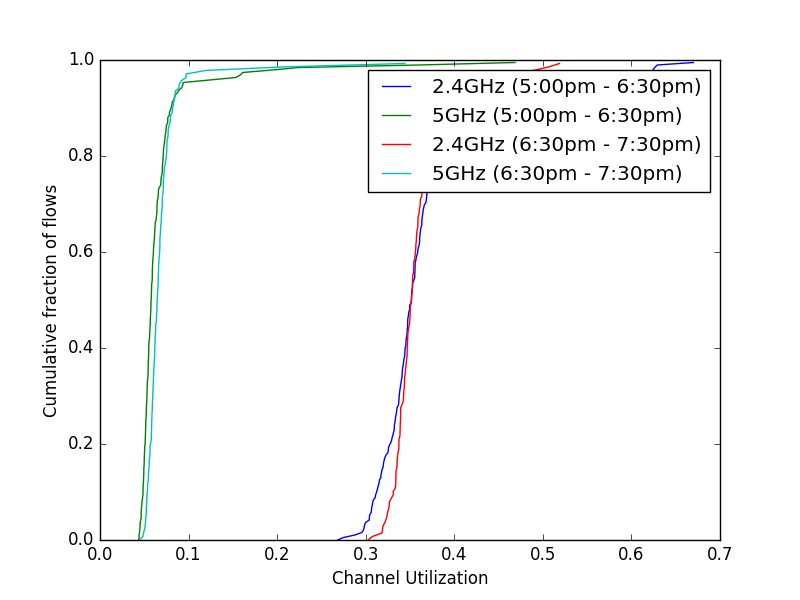 1.0
0.8
0.6
0.4
0.2
0.0
2.4GHz (5:00pm - 6:30pm)
5GHz (5:00pm - 6:30pm)
2.4GHz (6:30pm - 7:30pm)
5GHz (6:30pm - 7:30pm)
Cumulative fraction of flows
0.0 0.1 0.2 0.3 0.4 0.5 0.6 0.7
Channel Utilization